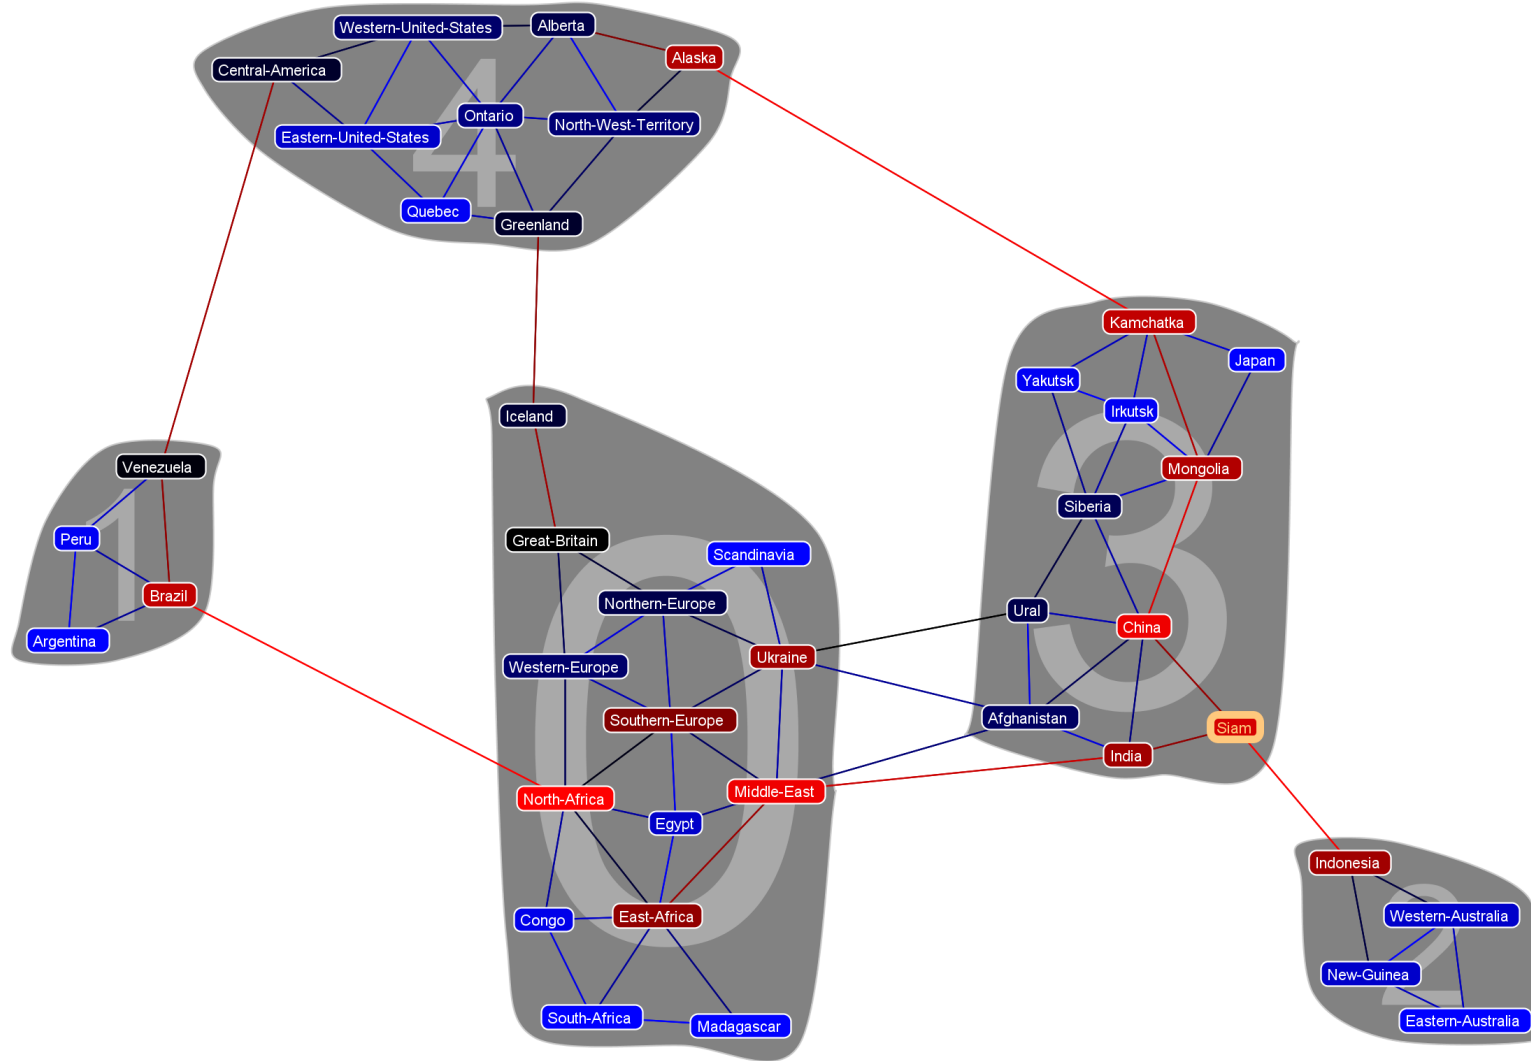 Western-United-States
Alberta
Alaska
Central-America
4
Ontario
North-West-Territory
Eastern-United-States
Quebec
Greenland
Kamchatka
Japan
Yakutsk
Irkutsk
Iceland
Venezuela
Mongolia
3
Siberia
1
Peru
Great-Britain
Scandinavia
Brazil
Northern-Europe
Ural
China
Argentina
Ukraine
Western-Europe
Southern-Europe
Afghanistan
Siam
0
India
Middle-East
North-Africa
Egypt
Indonesia
East-Africa
Western-Australia
Congo
2
New-Guinea
South-Africa
Madagascar
Eastern-Australia